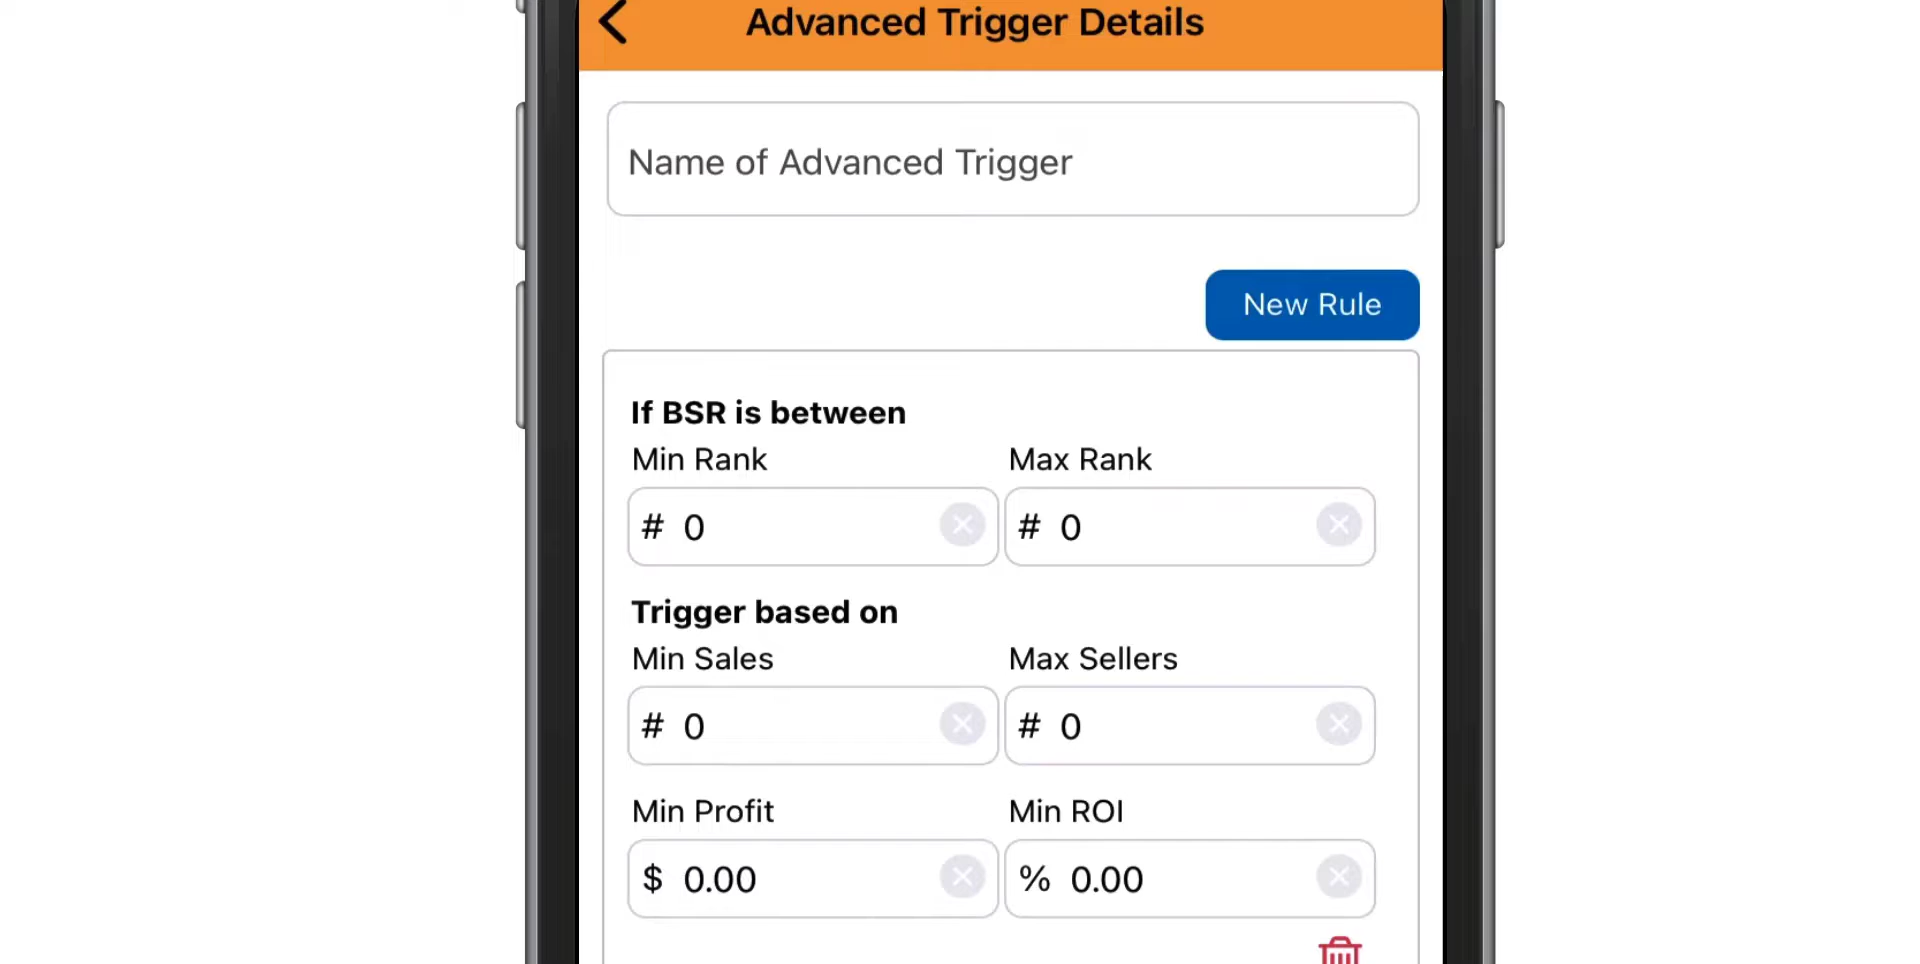 Advanced Trigger Details
Name of Advanced Trigger
New Rule
If BSR is between
Min Rank Max Rank
# 0 # 0
Trigger based on
Min Sales Max Sellers
# 0 # 0
Min Profit Min ROI
$ 0.00 % 0.00